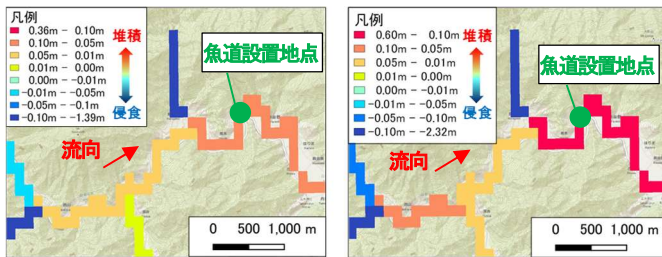 凡例
0.36m － 0.10m
0.10m － 0.05m
0.05m － 0.01m
0.01m － 0.00m
0.00m － -0.01m
-0.01m － -0.05m
-0.05m － -0.1m
-0.10m － -1.39m
堆積
侵食
魚道設置地点
流向
0 500 1,000 m
凡例
0.60m － 0.10m
0.10m － 0.05m
0.05m － 0.01m
0.01m － 0.00m
0.00m － -0.01m
-0.01m － -0.05m
-0.05m － -0.10m
-0.10m － -2.32m
堆積
侵食
魚道設置地点
流向
0 500 1,000 m